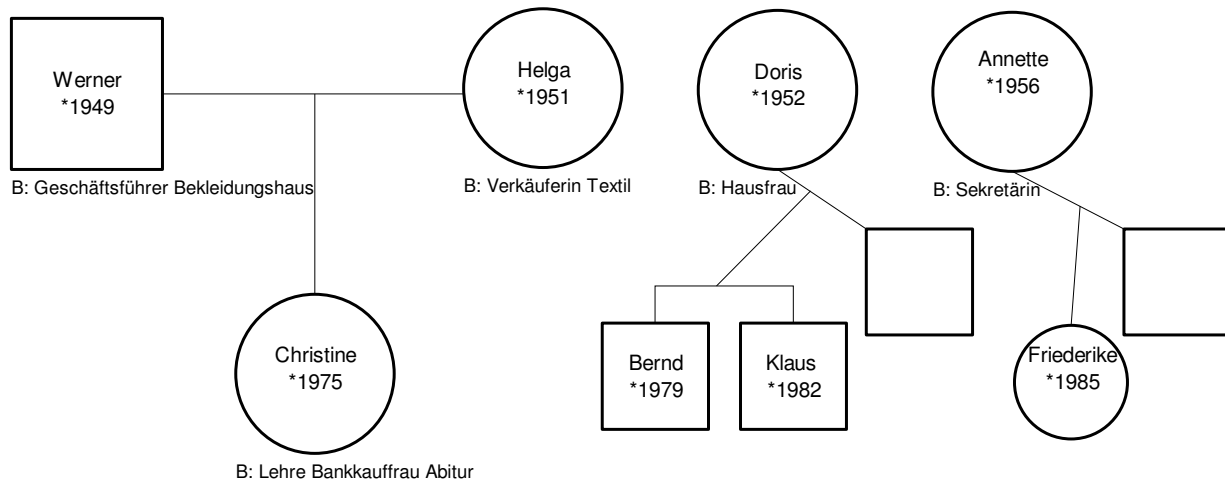 Werner
*1949
B: Geschäftsführer Bekleidungshaus
Helga
*1951
B: Verkäuferin Textil
Doris
*1952
B: Hausfrau
Annette
*1956
B: Sekretärin
Christine
*1975
B: Lehre Bankkauffrau Abitur
Bernd
*1979
Klaus
*1982
Friederike
*1985